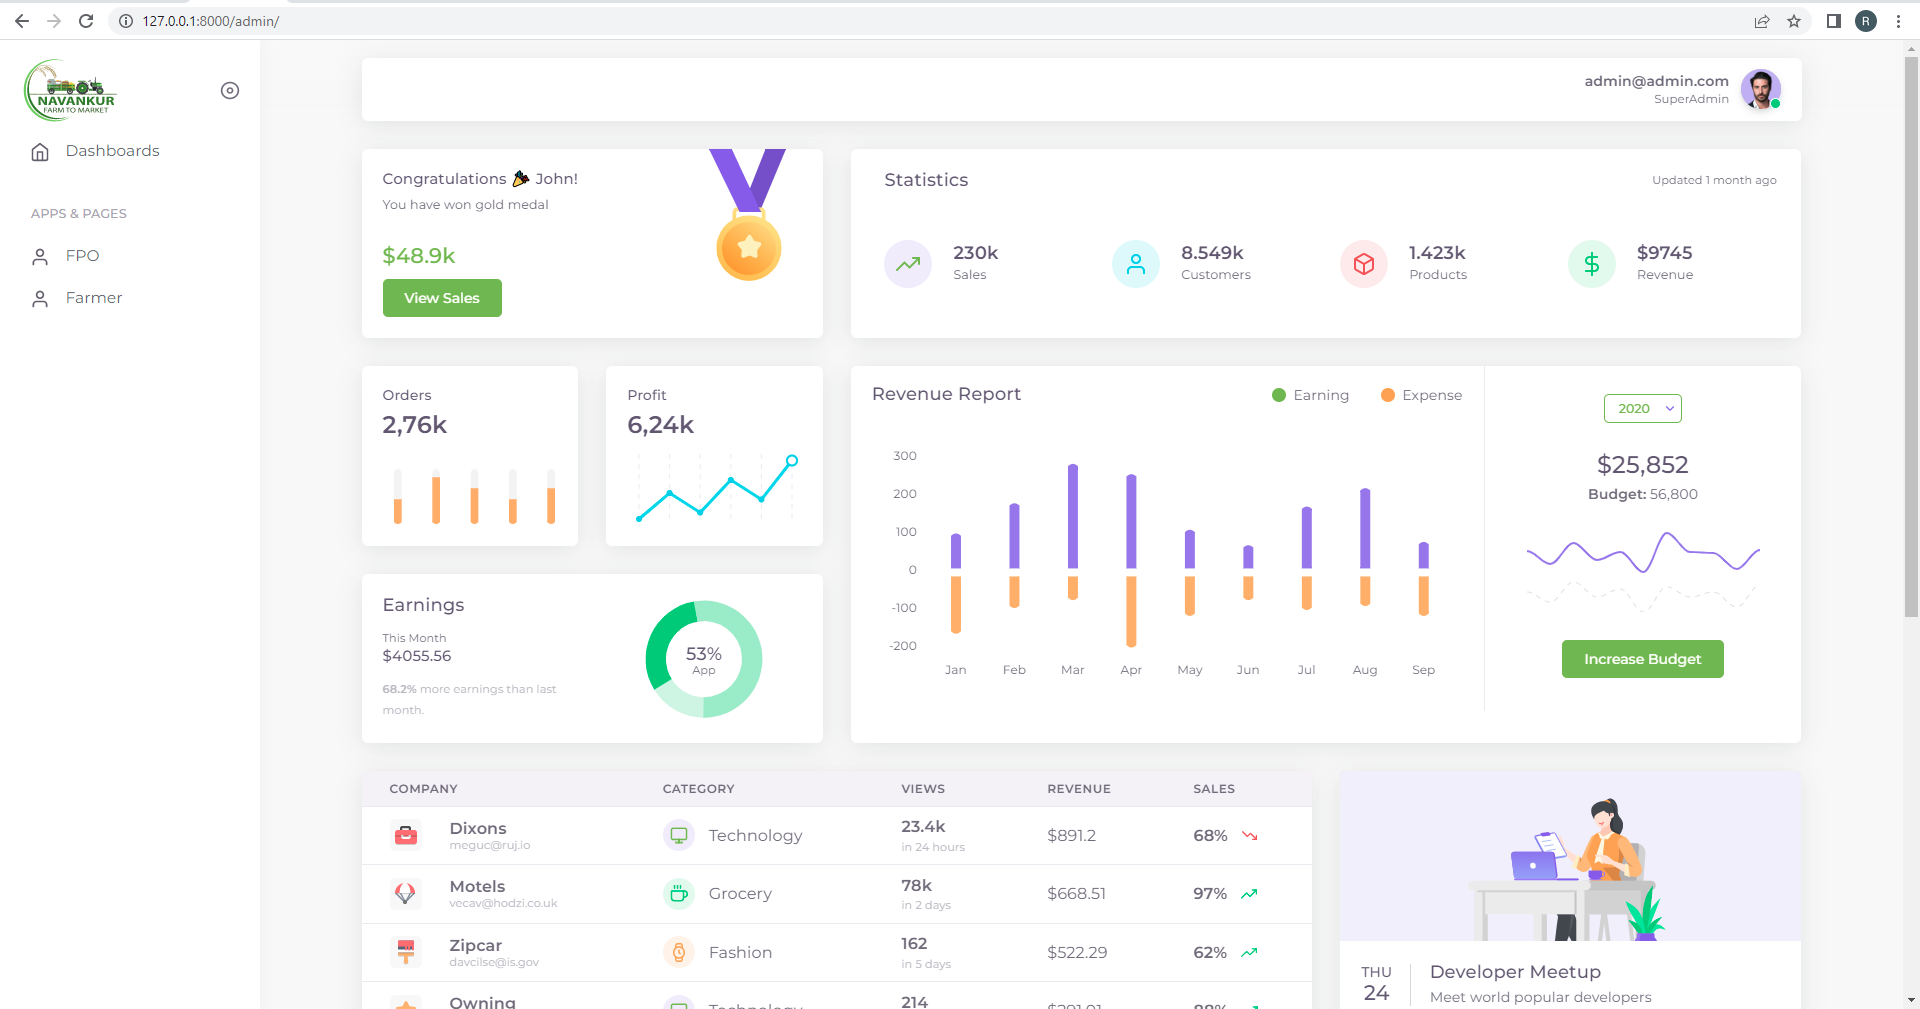 127.0.0.1:8000/admin/
R
NAVANKUR
FARM TO MARKET
Dashboards
APPS & PAGES
FPO
Farmer
admin@admin.com
SuperAdmin
Congratulations 🎉 John!
You have won gold medal
$48.9k
View Sales
Statistics
Updated 1 month ago
230k
Sales
8.549k
Customers
1.423k
Products
$9745
Revenue
Orders
2,76k
Profit
6,24k
Earnings
This Month
$4055.56
68.2% more earnings than last
month.
53%
App
Revenue Report
Earning
Expense
300
200
100
0
-100
-200
Jan Feb Mar Apr May Jun Jul Aug Sep
2020
$25,852
Budget: 56,800
Increase Budget
COMPANY CATEGORY VIEWS REVENUE SALES
Dixons
meguc@ruj.io
Technology
23.4k
in 24 hours
$891.2
68%
Motels
vecav@hodzi.co.uk
Grocery
78k
in 2 days
$668.51
97%
Zipcar
davcilse@is.gov
Fashion
162
in 5 days
$522.29
62%
Owning
Technology
214
$291.01
88%
THU
24
Developer Meetup
Meet world popular developers